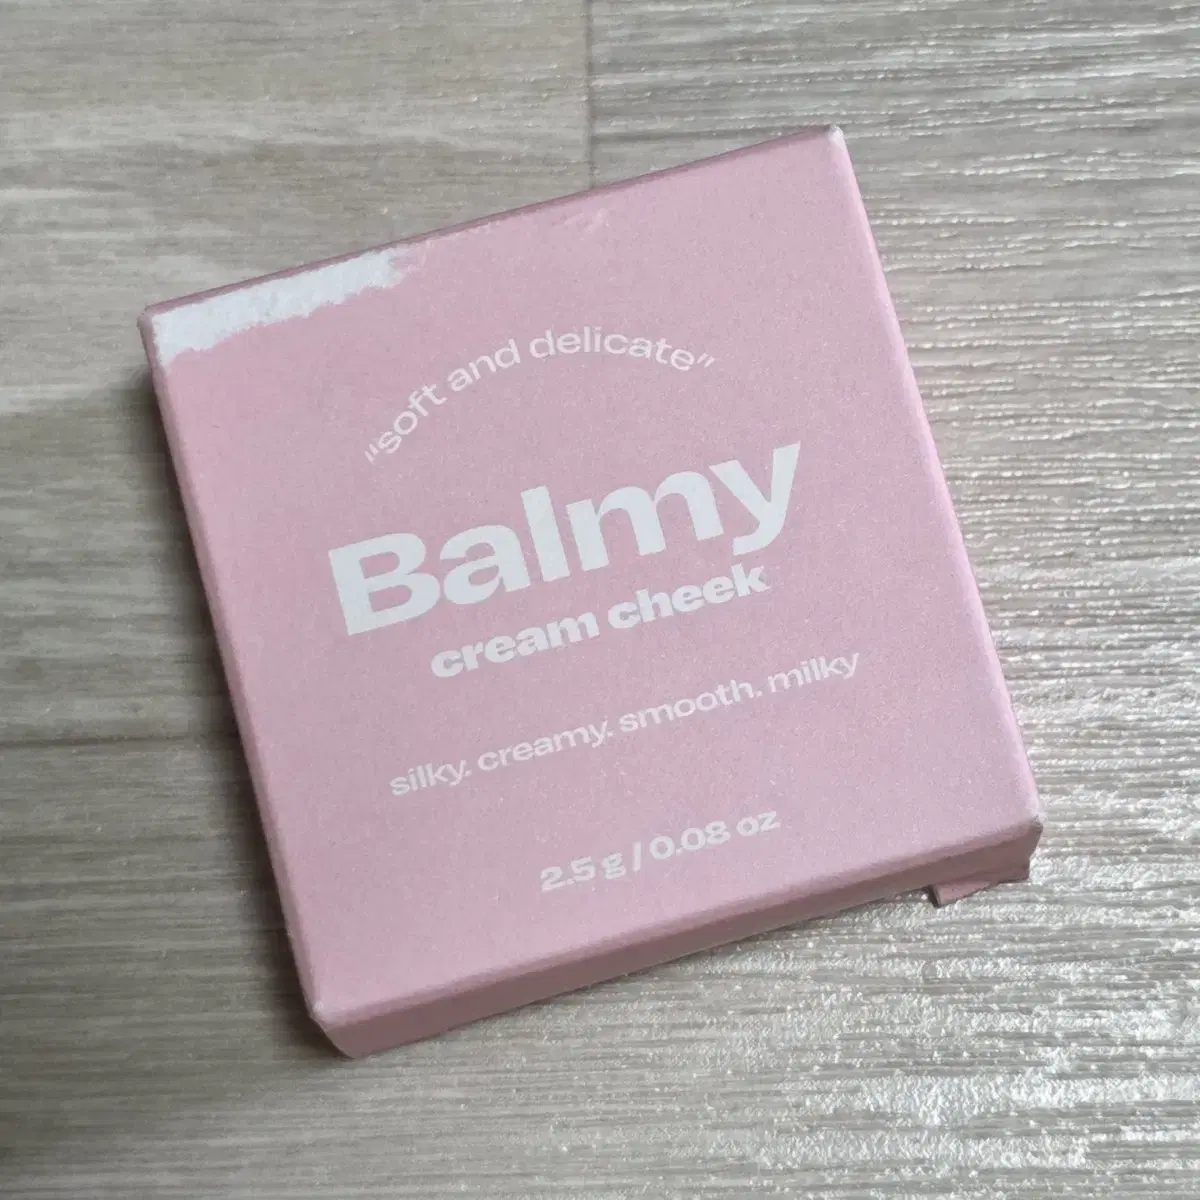 "soft and delicate"
Balmy
cream cheek
silky. creamy. smooth. milky
2.5 g / 0.08 oz